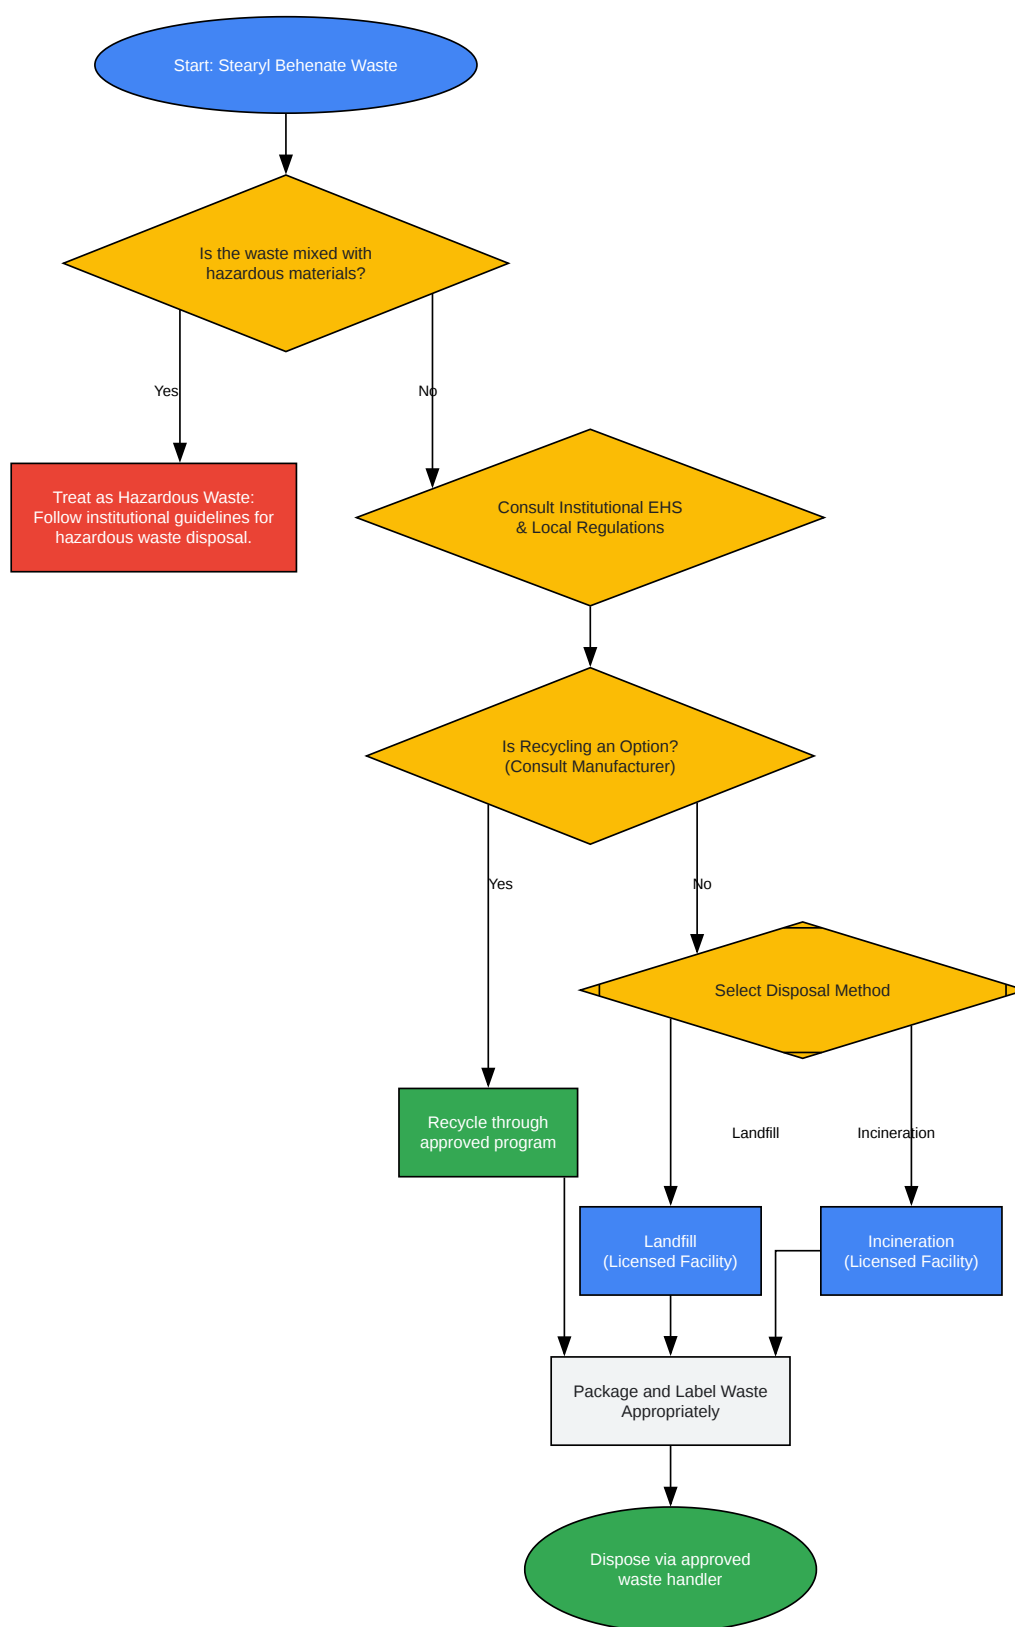 Start: Stearyl Behenate Waste
Is the waste mixed with
hazardous materials?
Yes
No
Treat as Hazardous Waste:
Follow institutional guidelines for
hazardous waste disposal.
Consult Institutional EHS
& Local Regulations
Is Recycling an Option?
(Consult Manufacturer)
Yes
No
Select Disposal Method
Recycle through
approved program
Landfill
Incineration
Landfill
(Licensed Facility)
Incineration
(Licensed Facility)
Package and Label Waste
Appropriately
Dispose via approved
waste handler